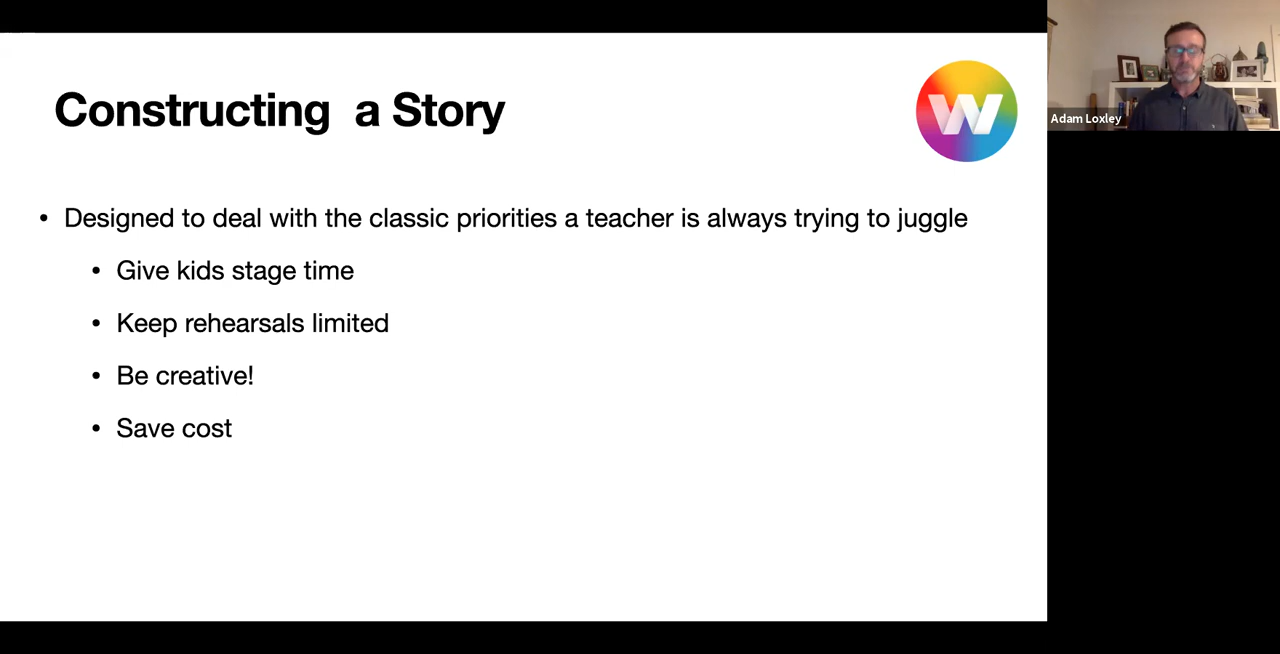 Constructing a Story
W
Adam Loxley
• Designed to deal with the classic priorities a teacher is always trying to juggle
• Give kids stage time
• Keep rehearsals limited
• Be creative!
• Save cost